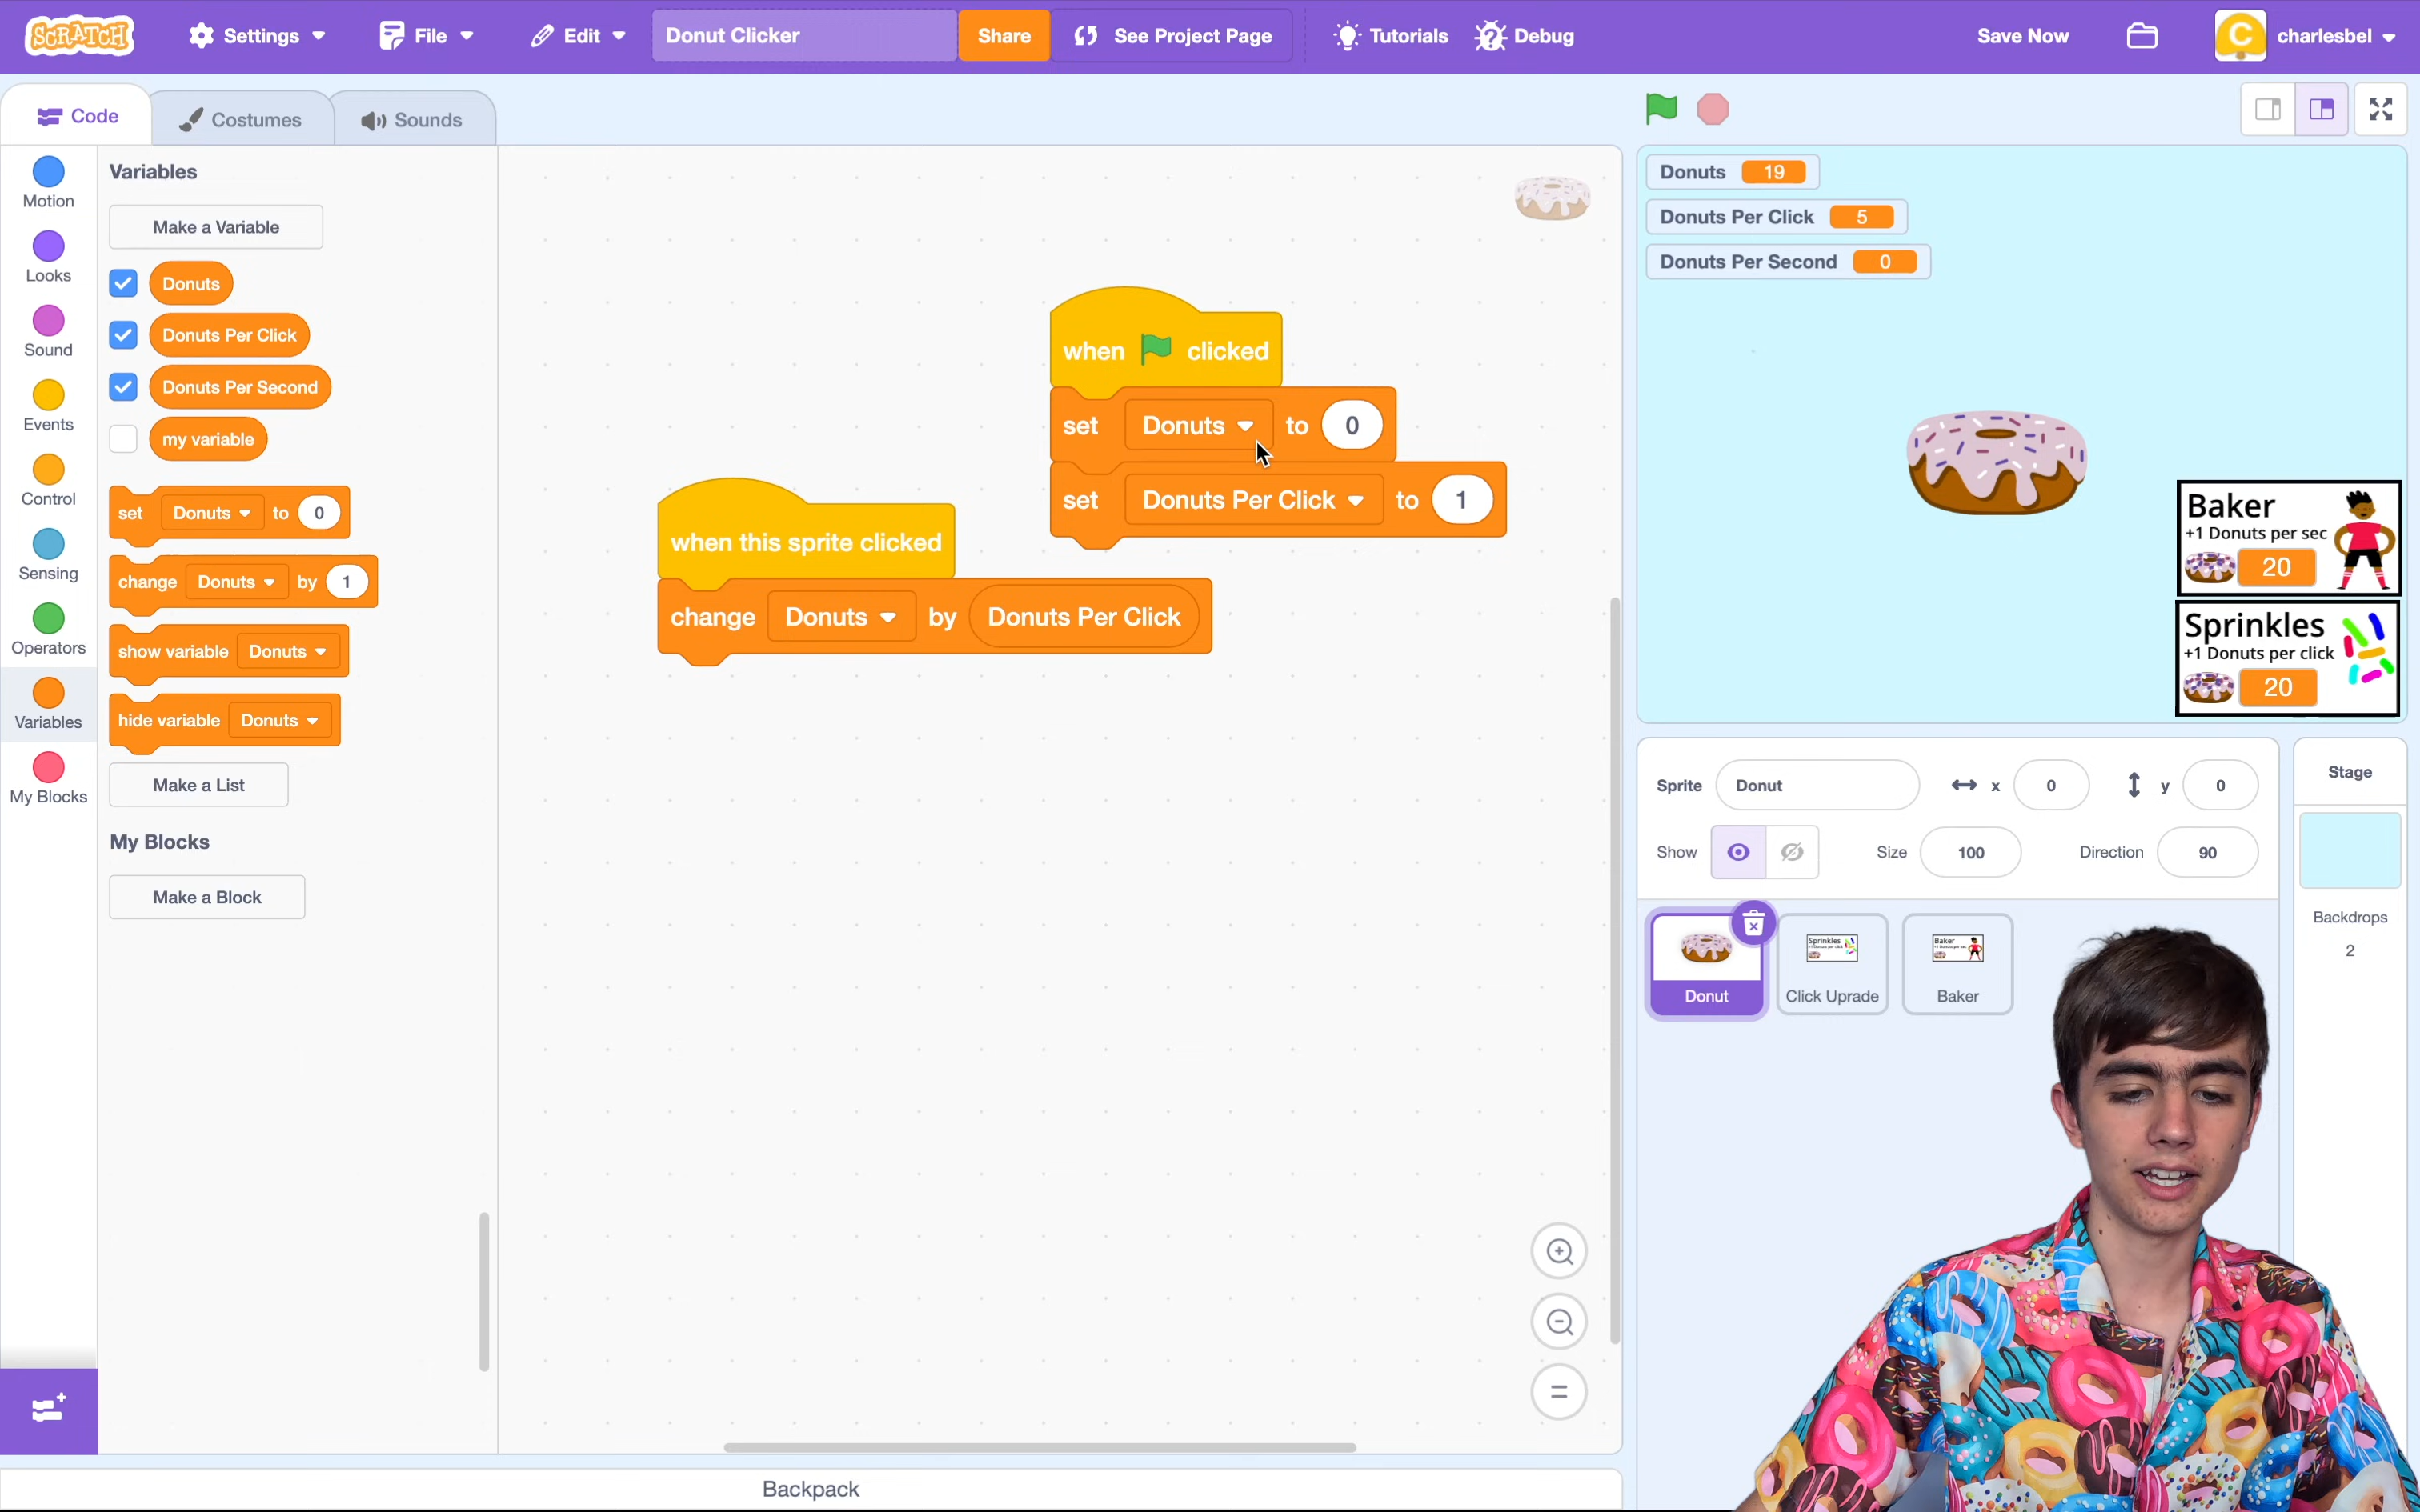 SCRATCH Settings File Edit Donut Clicker Share See Project Page Tutorials Debug Save Now C charlesbel
Code Costumes Sounds
Motion
Looks
Sound
Events
Control
Sensing
Operators
Variables
My Blocks
Variables
Make a Variable
Donuts
Donuts Per Click
Donuts Per Second
my variable
set Donuts to 0
change Donuts by 1
show variable Donuts
hide variable Donuts
Make a List
My Blocks
Make a Block
when clicked
set Donuts to 0
set Donuts Per Click to 1
when this sprite clicked
change Donuts by Donuts Per Click
Donuts 19
Donuts Per Click 5
Donuts Per Second 0
Baker
+1 Donuts per sec
20
Sprinkles
+1 Donuts per click
20
Sprite Donut x 0 y 0
Show Size 100 Direction 90
Donut
Sprinkles
Click Uprade
Baker
Baker
Stage
Backdrops
2
Backpack